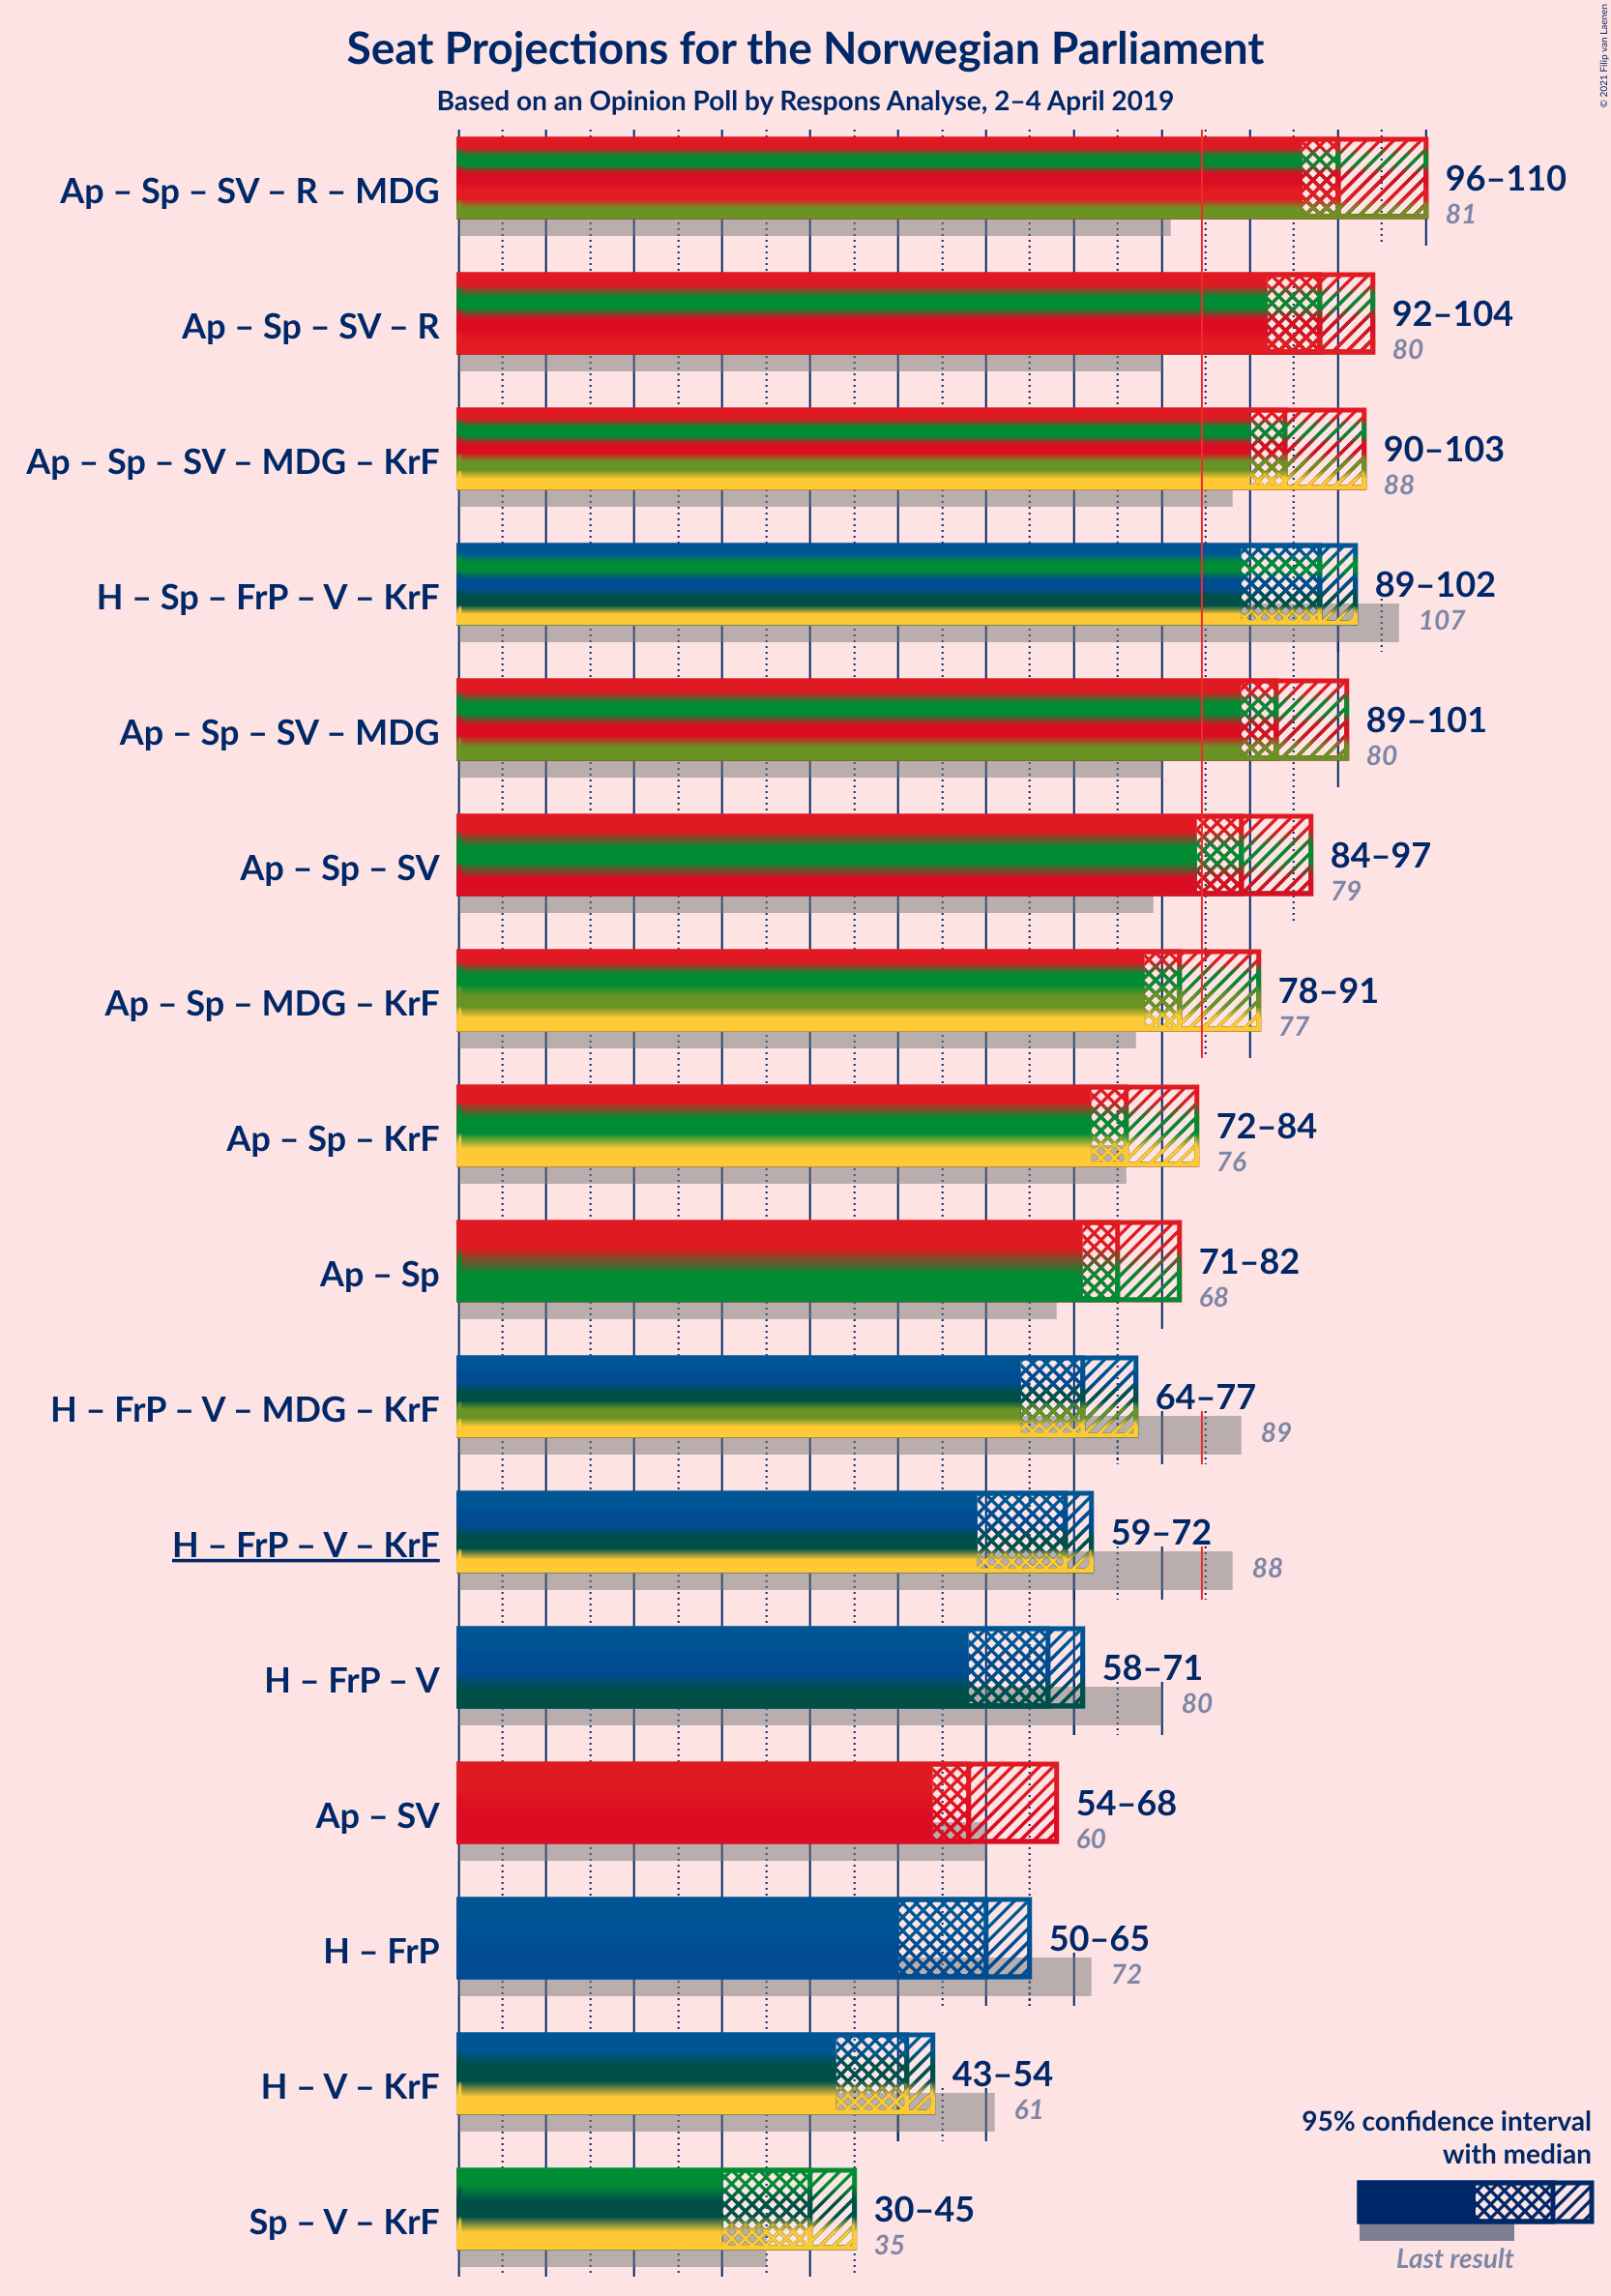 Seat Projections for the Norwegian Parliament
Based on an Opinion Poll by Respons Analyse, 2–4 April 2019
© 2021 Filip van Laenen
Ap – Sp – SV – R – MDG
96–110
81
Ap – Sp – SV – R
92–104
80
Ap – Sp – SV – MDG – KrF
90–103
88
H – Sp – FrP – V – KrF
89–102
107
Ap – Sp – SV – MDG
89–101
80
Ap – Sp – SV
84–97
79
Ap – Sp – MDG – KrF
78–91
77
Ap – Sp – KrF
72–84
76
Ap – Sp
71–82
68
H – FrP – V – MDG – KrF
64–77
89
H – FrP – V – KrF
59–72
88
H – FrP – V
58–71
80
Ap – SV
54–68
60
H – FrP
50–65
72
H – V – KrF
43–54
61
Sp – V – KrF
30–45
35
95% confidence interval
with median
Last result